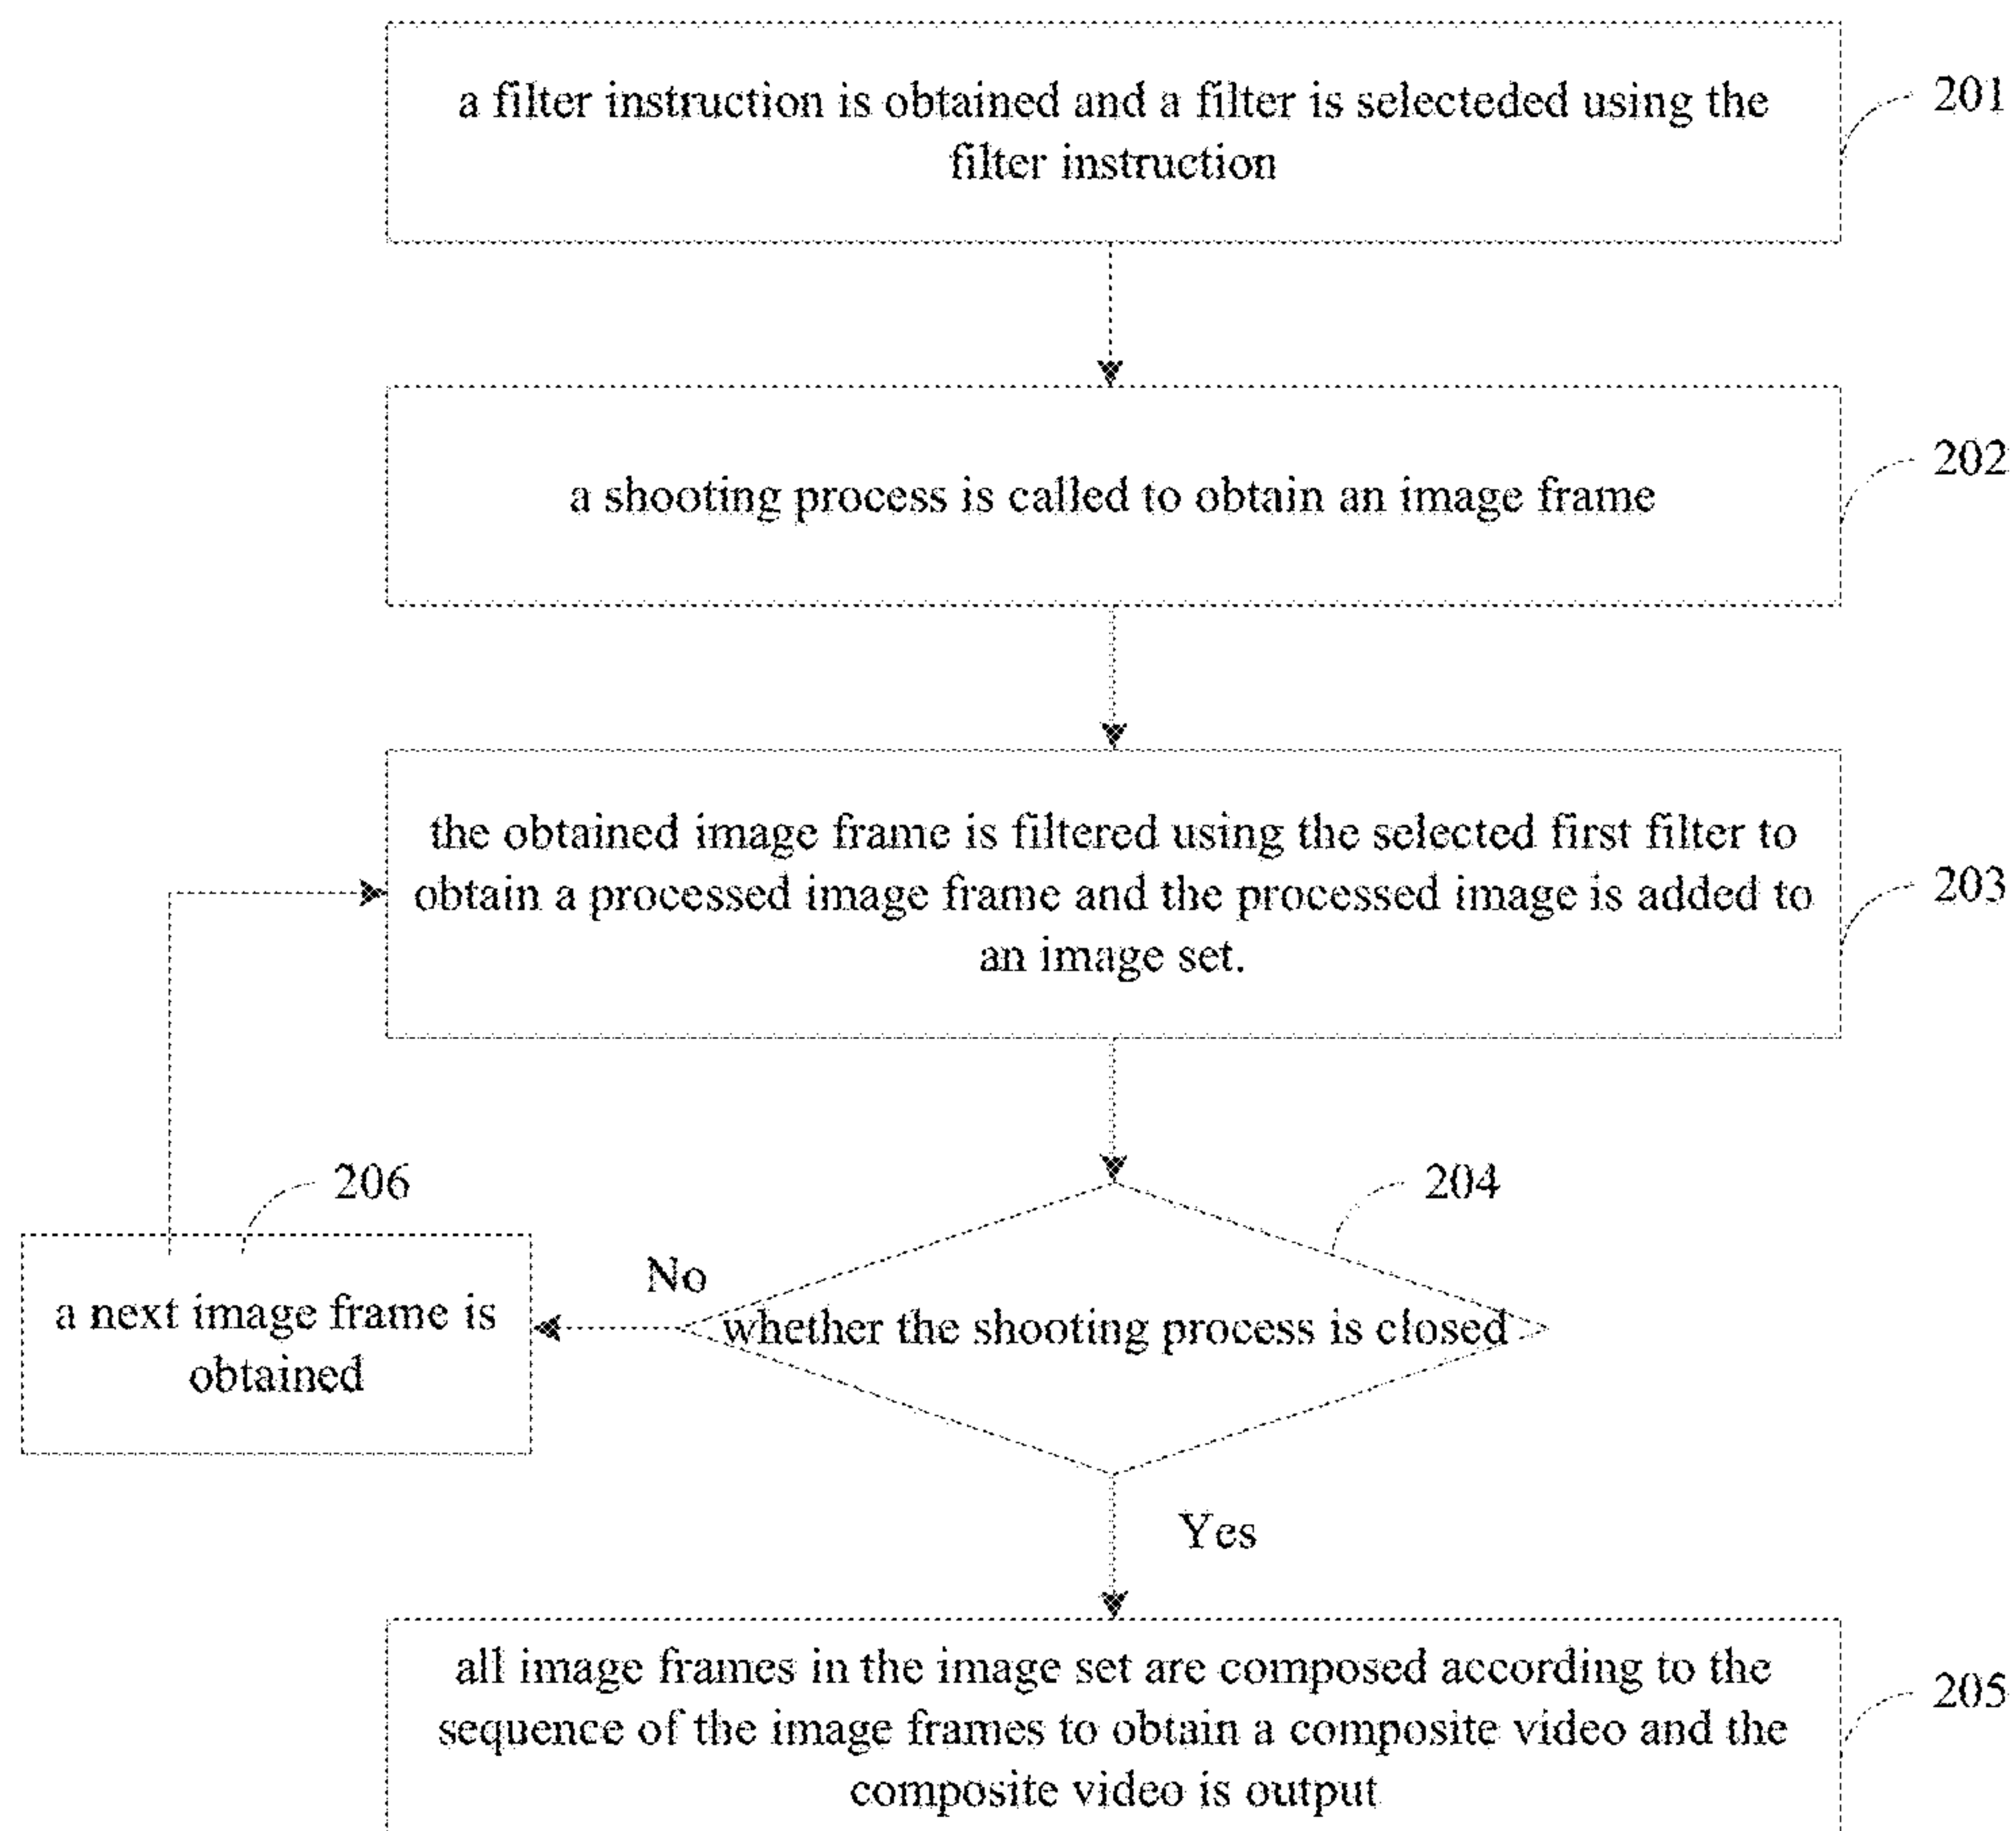 a filter instruction is obtained and a filter is selecteded using the
filter instruction
201
a shooting process is called to obtain an image frame
202
the obtained image frame is filtered using the selected first filter to
obtain a processed image frame and the processed image is added to
an image set.
203
206
204
No
a next image frame is
obtained
whether the shooting process is closed
Yes
all image frames in the image set are composed according to the
sequence of the image frames to obtain a composite video and the
composite video is output
205